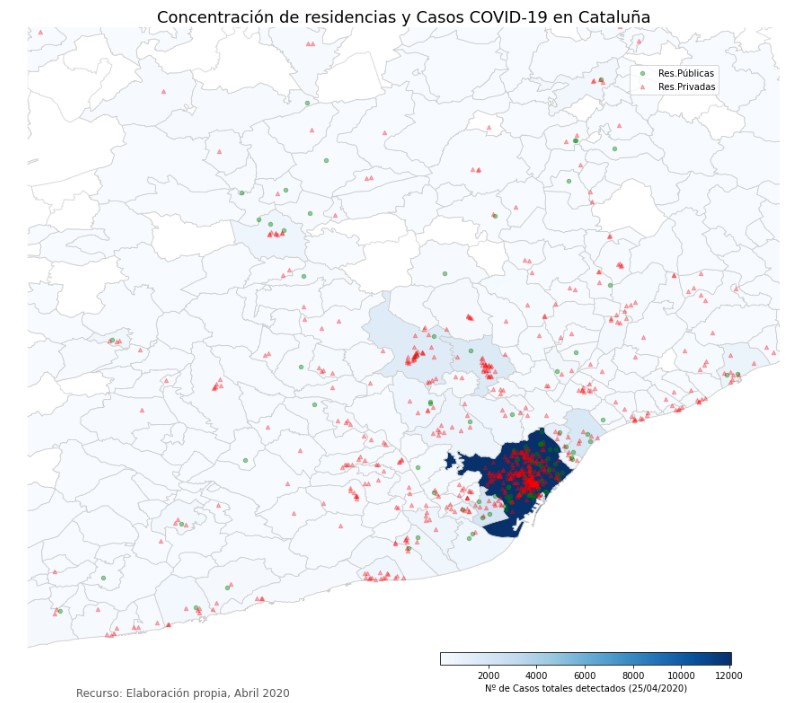 Concentración de residencias y Casos COVID-19 en Cataluña
Res.Públicas
Res.Privadas
2000 4000 6000 8000 10000 12000
Nº de Casos totales detectados (25/04/2020)
Recurso: Elaboración propia, Abril 2020